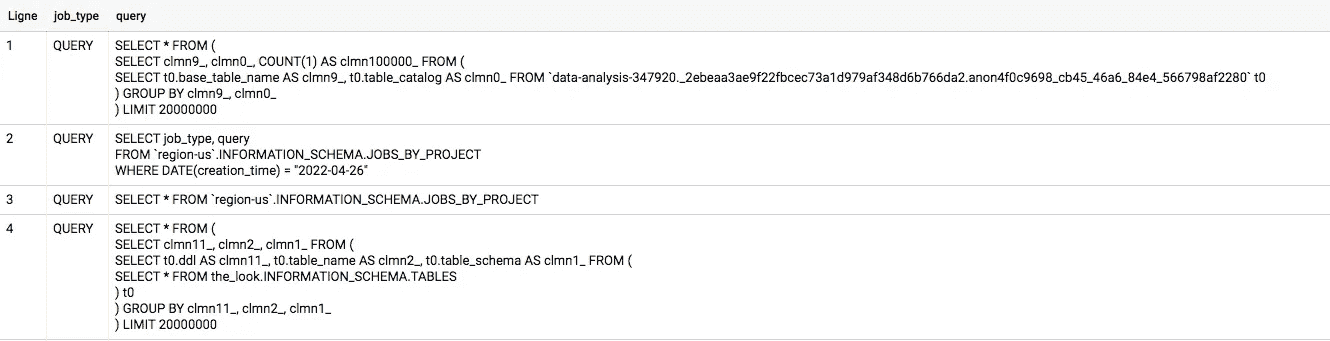 Ligne job_type query
1 QUERY SELECT * FROM (
SELECT clmn9_, clmn0_, COUNT(1) AS clmn100000_ FROM (
SELECT t0.base_table_name AS clmn9_, t0.table_catalog AS clmn0_ FROM `data-analysis-347920._2ebeaa3ae9f22fbcec73a1d979af348d6b766da2.anon4f0c9698_cb45_46a6_84e4_566798af2280` t0
) GROUP BY clmn9_, clmn0_
) LIMIT 20000000
2 QUERY SELECT job_type, query
FROM `region-us`.INFORMATION_SCHEMA.JOBS_BY_PROJECT
WHERE DATE(creation_time) = "2022-04-26"
3 QUERY SELECT * FROM `region-us`.INFORMATION_SCHEMA.JOBS_BY_PROJECT
4 QUERY SELECT * FROM (
SELECT clmn11_, clmn2_, clmn1_ FROM (
SELECT t0.ddl AS clmn11_, t0.table_name AS clmn2_, t0.table_schema AS clmn1_ FROM (
SELECT * FROM the_look.INFORMATION_SCHEMA.TABLES
) t0
) GROUP BY clmn11_, clmn2_, clmn1_
) LIMIT 20000000